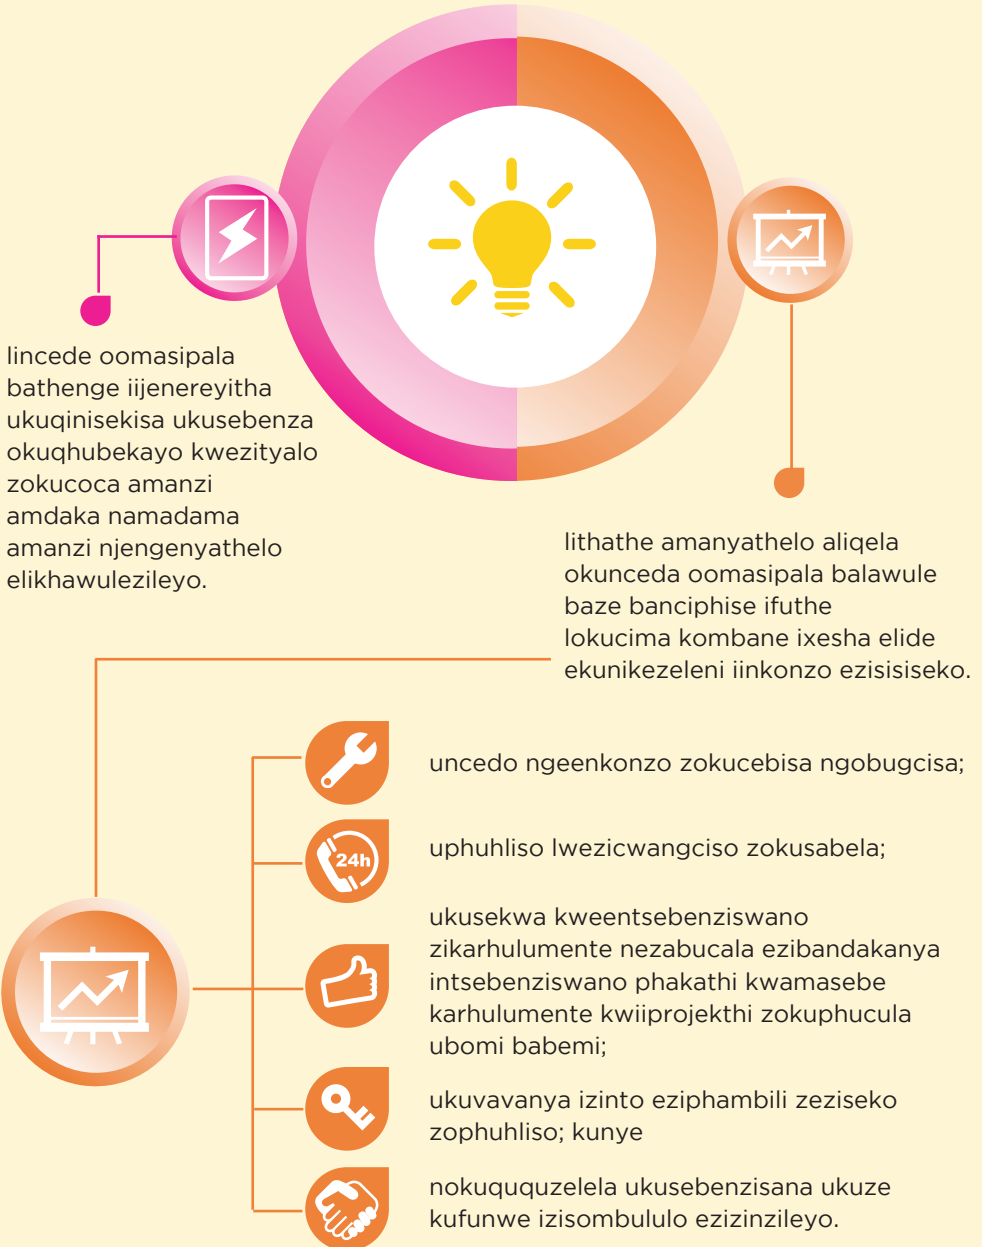 lincede oomasipala
bathenge iijenereyitha
ukuqinisekisa ukusebenza
okuqhubekayo kwezityalo
zokucoca amanzi
amdaka namadama
amanzi njengenyathelo
elikhawulezileyo.
lithathe amanyathelo aliqela
okunceda oomasipala balawule
baze banciphise ifuthe
lokucima kombane ixesha elide
ekunikezeleni iinkonzo ezisisiseko.
uncedo ngeenkonzo zokucebisa ngobugcisa;
24h
uphuhliso lwezicwangciso zokusabela;
ukusekwa kweentsebenziswano
zikarhulumente nezabucala ezibandakanya
intsebenziswano phakathi kwamasebe
karhulumente kwiiprojekthi zokuphucula
ubomi babemi;
ukuvavanya izinto eziphambili zeziseko
zophuhliso; kunye
nokuququzelela ukusebenzisana ukuze
kufunwe izisombululo ezizinzileyo.